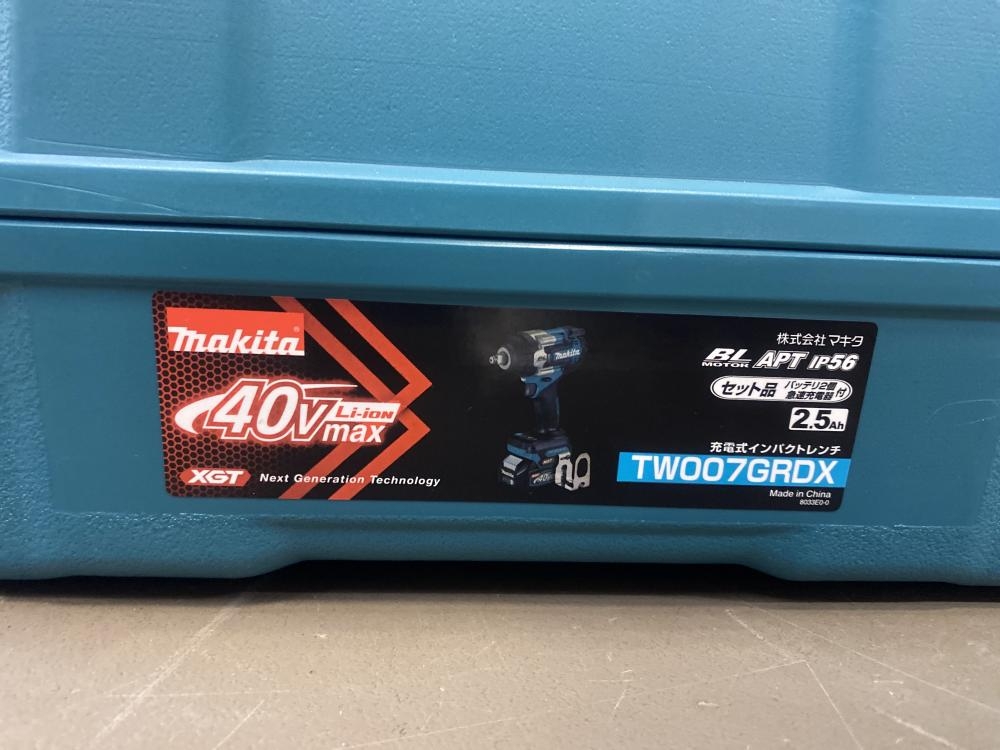 makita®
40Vmax Li-ion
XGT Next Generation Technology
makita
株式会社マキタ
BL MOTOR APT IP56
セット品 バッテリ2個 急速充電器 付
2.5Ah
充電式インパクトレンチ
TW007GRDX
Made in China
8033E0-0